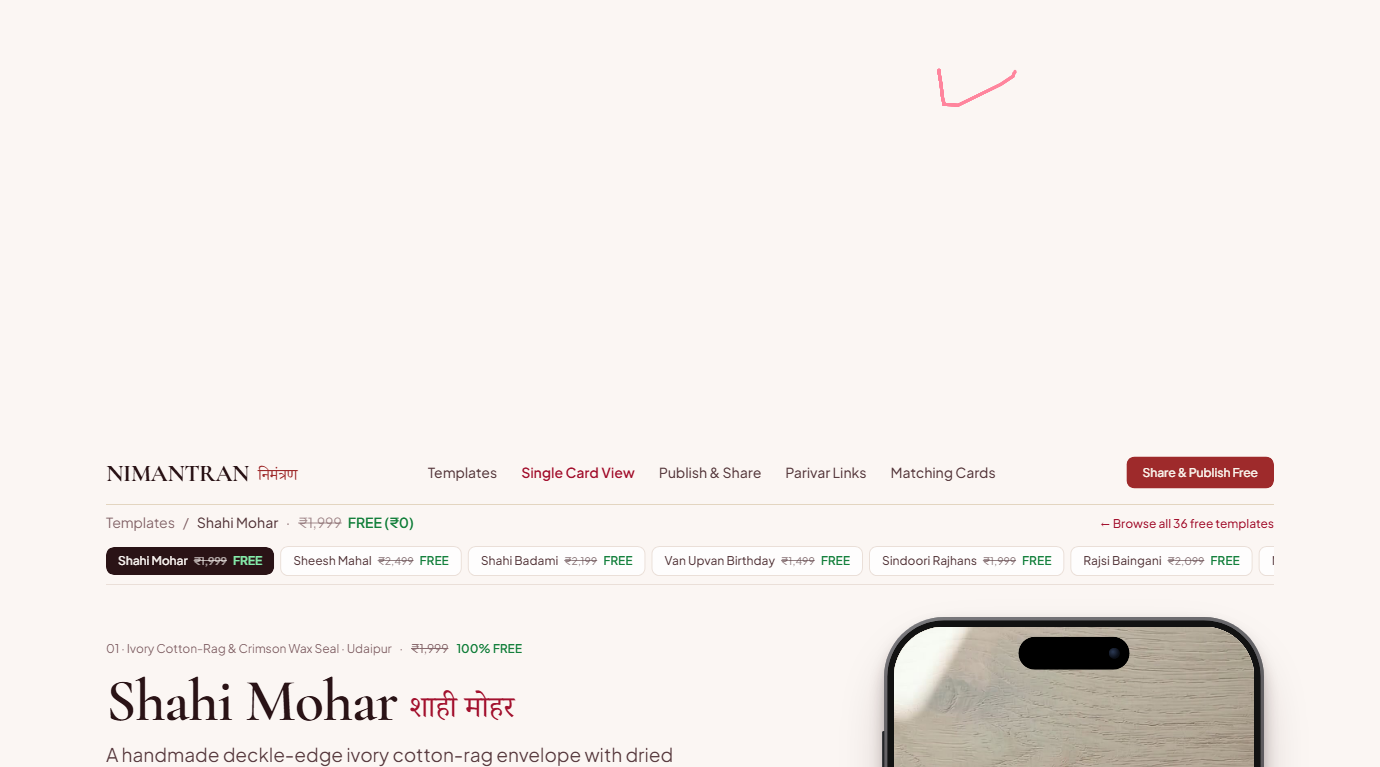 NIMANTRAN निमंत्रण Templates Single Card View Publish & Share Parivar Links Matching Cards Share & Publish Free
Templates / Shahi Mohar · ₹1,999 FREE (₹0) ← Browse all 36 free templates
Shahi Mohar ₹1,999 FREE Sheesh Mahal ₹2,499 FREE Shahi Badami ₹2,199 FREE Van Upvan Birthday ₹1,499 FREE Sindoori Rajhans ₹1,999 FREE Rajsi Baingani ₹2,099 FREE
01 · Ivory Cotton-Rag & Crimson Wax Seal · Udaipur · ₹1,999 100% FREE
Shahi Mohar शाही मोहर
A handmade deckle-edge ivory cotton-rag envelope with dried